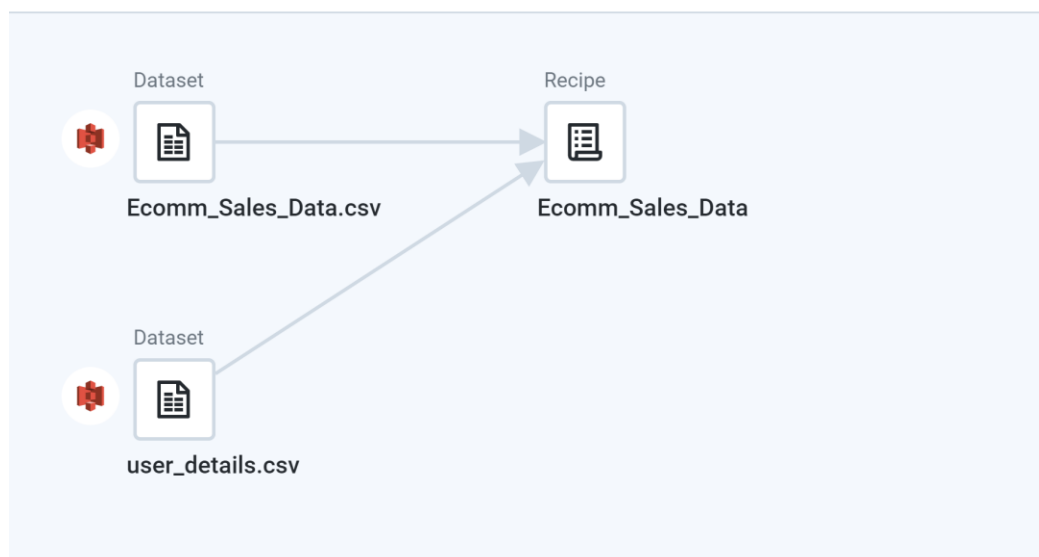 Dataset
Recipe
Ecomm_Sales_Data.csv
Ecomm_Sales_Data
Dataset
user_details.csv